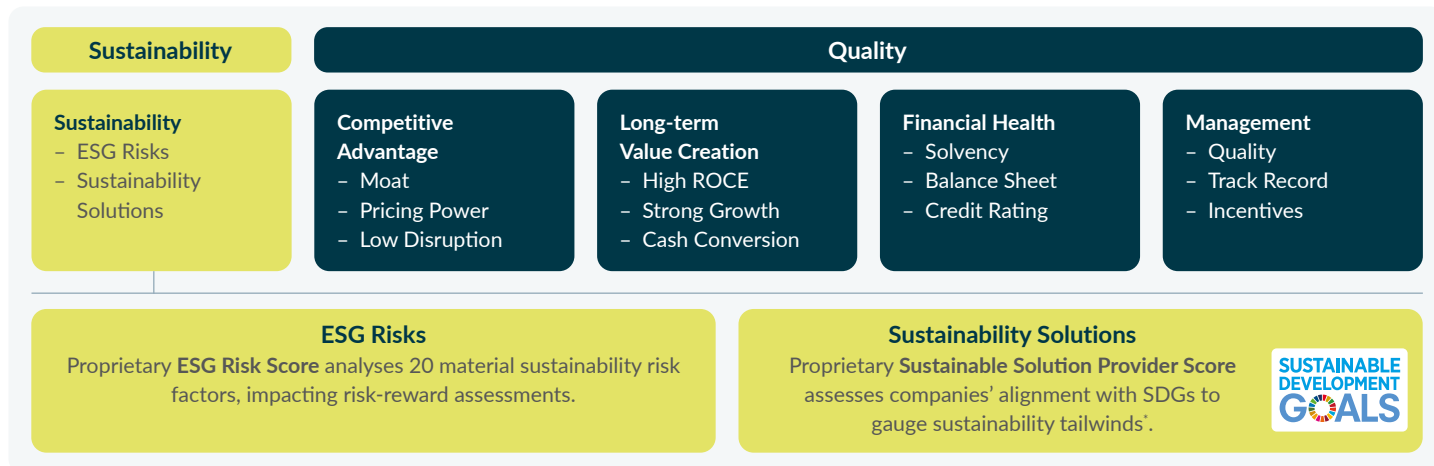 Sustainability
Quality
Sustainability
– ESG Risks
– Sustainability
Solutions
Competitive
Advantage
– Moat
– Pricing Power
– Low Disruption
Long-term
Value Creation
– High ROCE
– Strong Growth
– Cash Conversion
Financial Health
– Solvency
– Balance Sheet
– Credit Rating
Management
– Quality
– Track Record
– Incentives
ESG Risks
Proprietary ESG Risk Score analyses 20 material sustainability risk
factors, impacting risk-reward assessments.
Sustainability Solutions
Proprietary Sustainable Solution Provider Score
assesses companies’ alignment with SDGs to
gauge sustainability tailwinds*.
SUSTAINABLE
DEVELOPMENT
GOALS